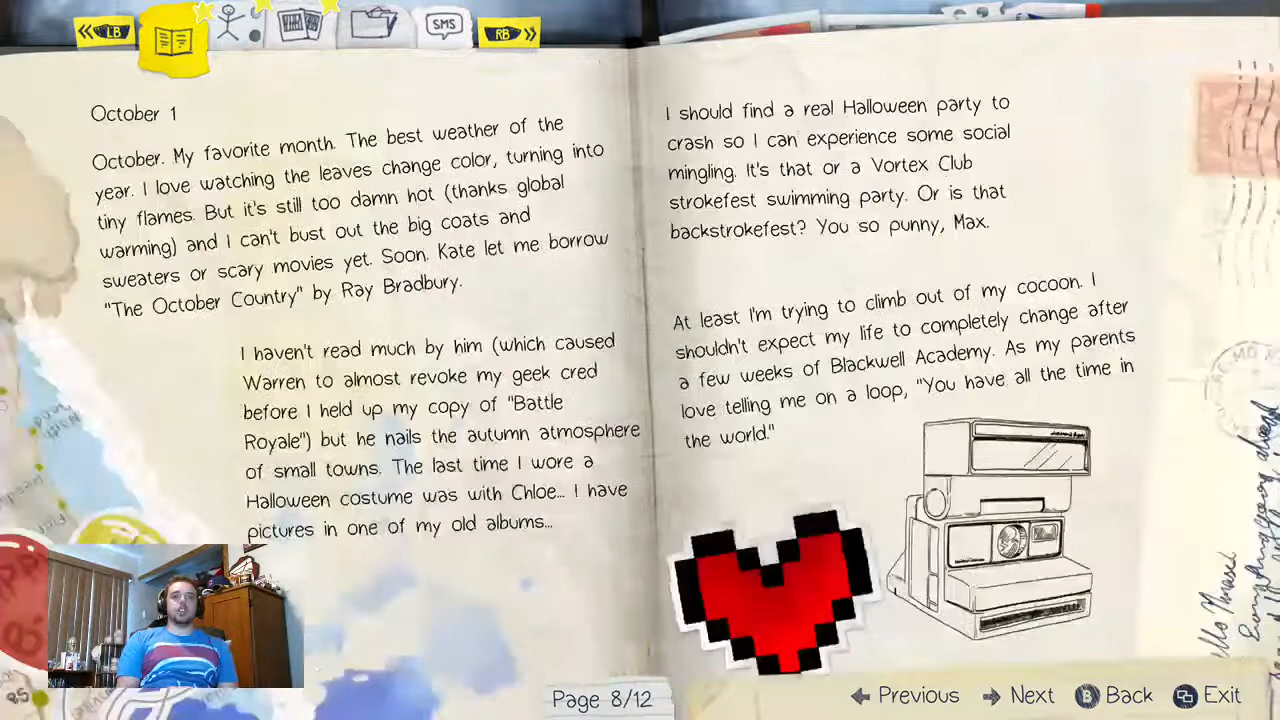 LB
SMS
RB
October 1
October. My favorite month. The best weather of the
year. I love watching the leaves change color, turning into
tiny flames. But it's still too damn hot (thanks global
warming) and I can't bust out the big coats and
sweaters or scary movies yet. Soon. Kate let me borrow
"The October Country" by Ray Bradbury.
I haven't read much by him (which caused
Warren to almost revoke my geek cred
before I held up my copy of "Battle
Royale") but he nails the autumn atmosphere
of small towns. The last time I wore a
Halloween costume was with Chloe... I have
pictures in one of my old albums...
I should find a real Halloween party to
crash so I can experience some social
mingling. It's that or a Vortex Club
strokefest swimming party. Or is that
backstrokefest? You so punny, Max.
At least I'm trying to climb out of my cocoon. I
shouldn't expect my life to completely change after
a few weeks of Blackwell Academy. As my parents
love telling me on a loop, "You have all the time in
the world."
Page 8/12
Previous
Next
B Back
Exit